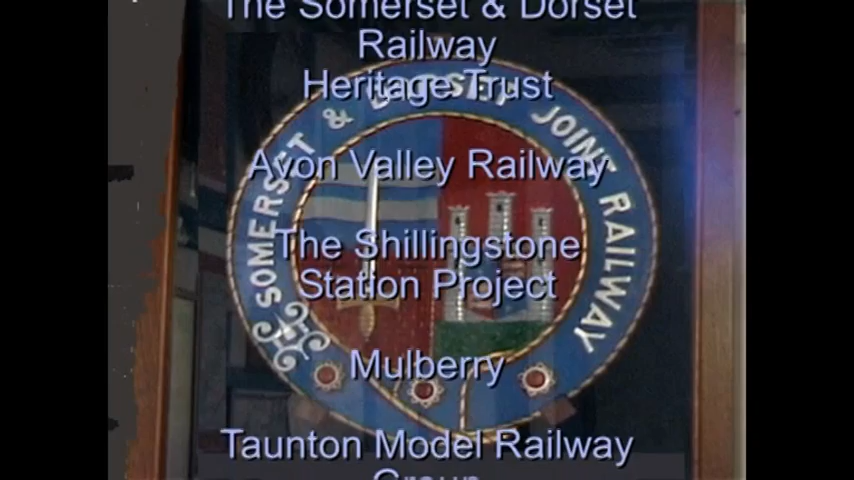 The Somerset & Dorset
Railway
Heritage Trust
Avon Valley Railway
The Shillingstone
Station Project
Mulberry
Taunton Model Railway
Group
SOMERSET & DORSET JOINT RAILWAY